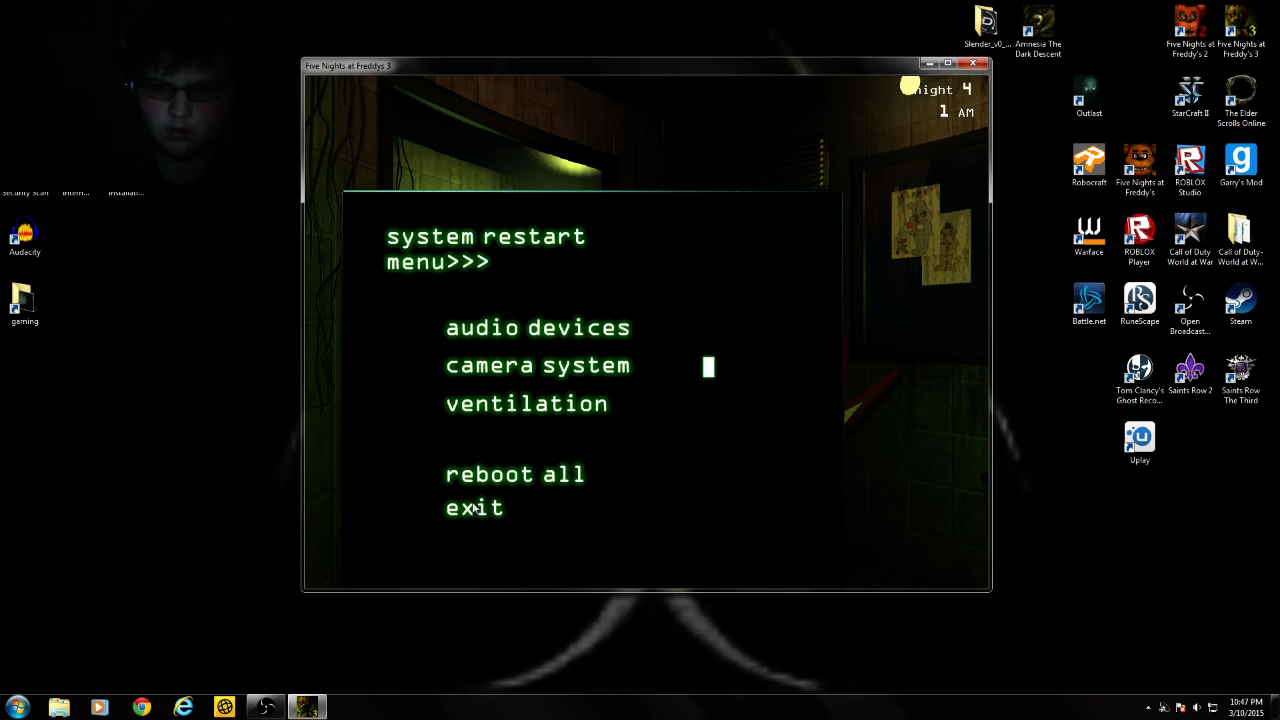 Slender_v0_...
Amnesia The
Dark Descent
Five Nights at
Freddy's 2
Five Nights at
Freddy's 3
Five Nights at Freddys 3
night 4
1 AM
Outlast
StarCraft II
The Elder
Scrolls Online
Security Scan
Intern...
Installati...
Robocraft
Five Nights at
Freddy's
ROBLOX
Studio
Garry's Mod
system restart
menu>>>
Audacity
Warface
ROBLOX
Player
Call of Duty
World at War
Call of Duty-
World at W...
gaming
audio devices
camera system
ventilation
Battle.net
RuneScape
Open
Broadcast...
Steam
Tom Clancy's
Ghost Reco...
Saints Row 2
Saints Row
The Third
reboot all
exit
Uplay
10:47 PM
3/10/2015